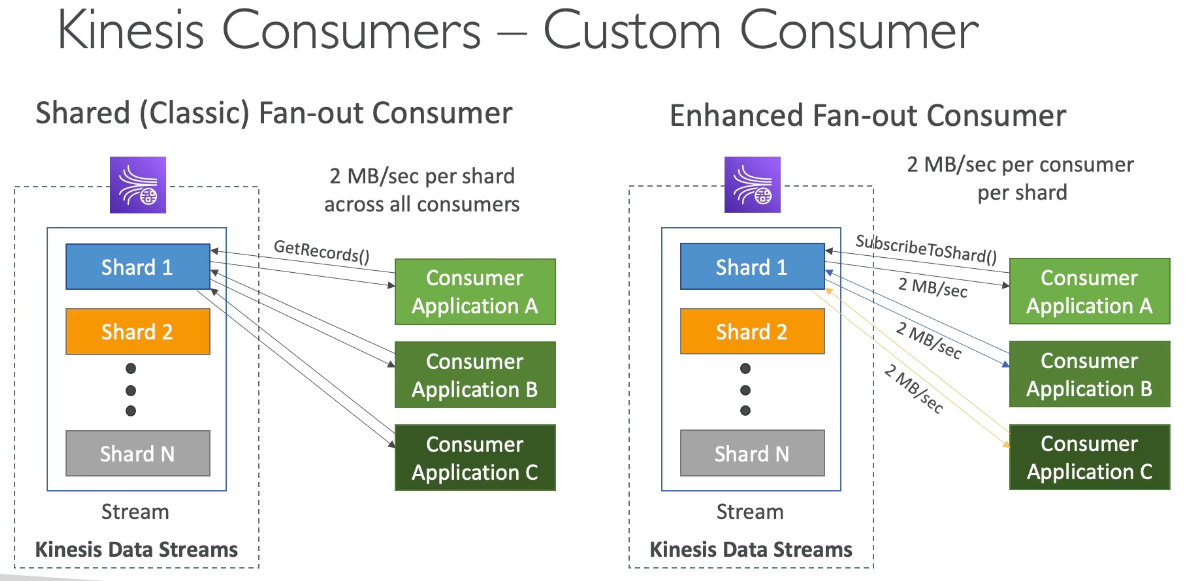 Kinesis Consumers – Custom Consumer
Shared (Classic) Fan-out Consumer
2 MB/sec per shard
across all consumers
GetRecords()
Shard 1
Shard 2
Shard N
Stream
Kinesis Data Streams
Consumer
Application A
Consumer
Application B
Consumer
Application C
Enhanced Fan-out Consumer
2 MB/sec per consumer
per shard
SubscribeToShard()
2 MB/sec
2 MB/sec
2 MB/sec
Shard 1
Shard 2
Shard N
Stream
Kinesis Data Streams
Consumer
Application A
Consumer
Application B
Consumer
Application C